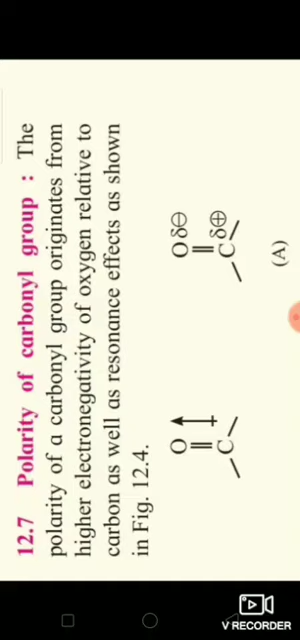 12.7 Polarity of carbonyl group : The
polarity of a carbonyl group originates from
higher electronegativity of oxygen relative to
carbon as well as resonance effects as shown
in Fig. 12.4.
O
C
Oδ⊖
Cδ⊕
(A)
V RECORDER